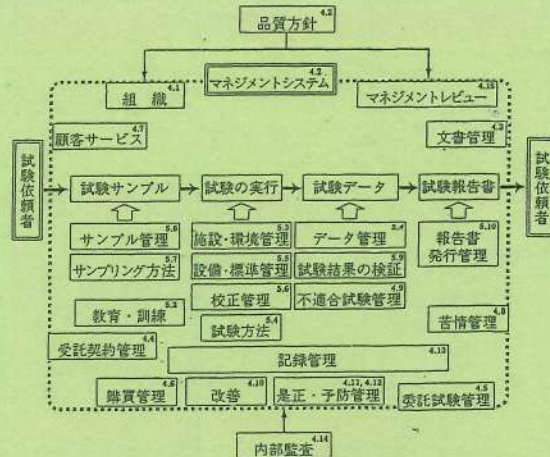 品質方針 4.2
組織 4.1
マネジメントシステム 4.2
マネジメントレビュー 4.15
顧客サービス 4.7
文書管理 4.3
試験依頼者
試験サンプル
試験の実行
試験データ
試験報告書
試験依頼者
サンプル管理 5.8
施設・環境管理 5.3
データ管理 5.4
報告書発行管理 5.10
サンプリング方法 5.7
設備・標準管理 5.5
試験結果の検証 5.9
校正管理 5.6
不適合試験管理 4.9
教育・訓練 5.2
試験方法 5.4
苦情管理 4.8
受託契約管理 4.4
記録管理 4.13
購買管理 4.6
改善 4.10
是正・予防管理 4.11, 4.12
委託試験管理 4.5
内部監査 4.14